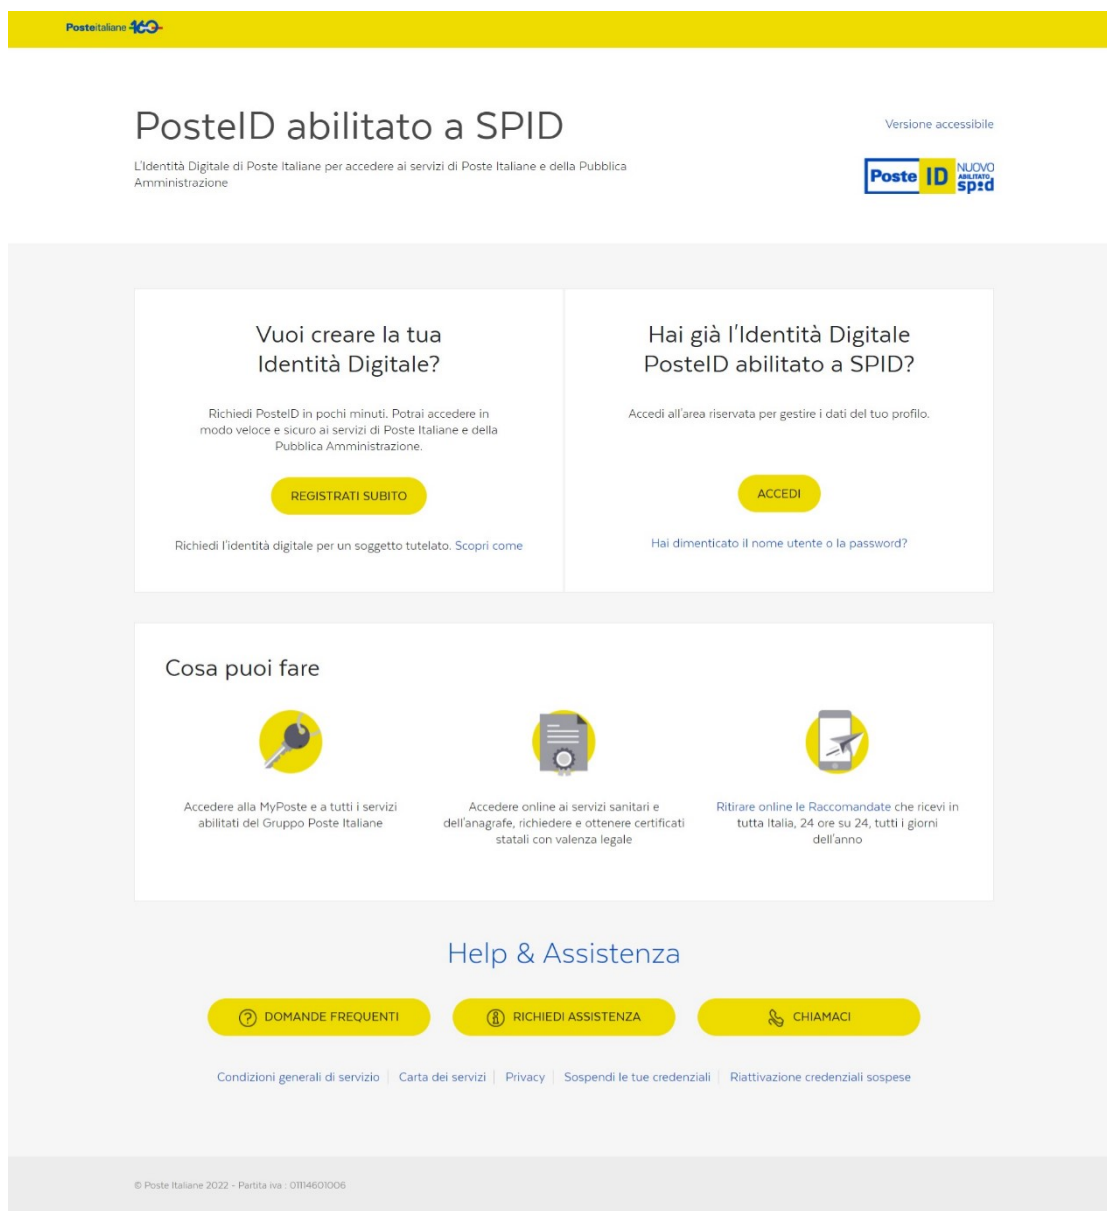 Posteitaliane 160
PosteID abilitato a SPID
Versione accessibile
L'Identità Digitale di Poste Italiane per accedere ai servizi di Poste Italiane e della Pubblica
Amministrazione
Poste ID NUOVO
ABILITATO
spid
Vuoi creare la tua
Identità Digitale?
Richiedi PosteID in pochi minuti. Potrai accedere in
modo veloce e sicuro ai servizi di Poste Italiane e della
Pubblica Amministrazione.
REGISTRATI SUBITO
Richiedi l'identità digitale per un soggetto tutelato. Scopri come
Hai già l'Identità Digitale
PosteID abilitato a SPID?
Accedi all'area riservata per gestire i dati del tuo profilo.
ACCEDI
Hai dimenticato il nome utente o la password?
Cosa puoi fare
Accedere alla MyPoste e a tutti i servizi
abilitati del Gruppo Poste Italiane
Accedere online ai servizi sanitari e
dell'anagrafe, richiedere e ottenere certificati
statali con valenza legale
Ritirare online le Raccomandate che ricevi in
tutta Italia, 24 ore su 24, tutti i giorni
dell'anno
Help & Assistenza
DOMANDE FREQUENTI
RICHIEDI ASSISTENZA
CHIAMACI
Condizioni generali di servizio Carta dei servizi Privacy Sospendi le tue credenziali Riattivazione credenziali sospese
© Poste Italiane 2022 - Partita iva : 01114601006